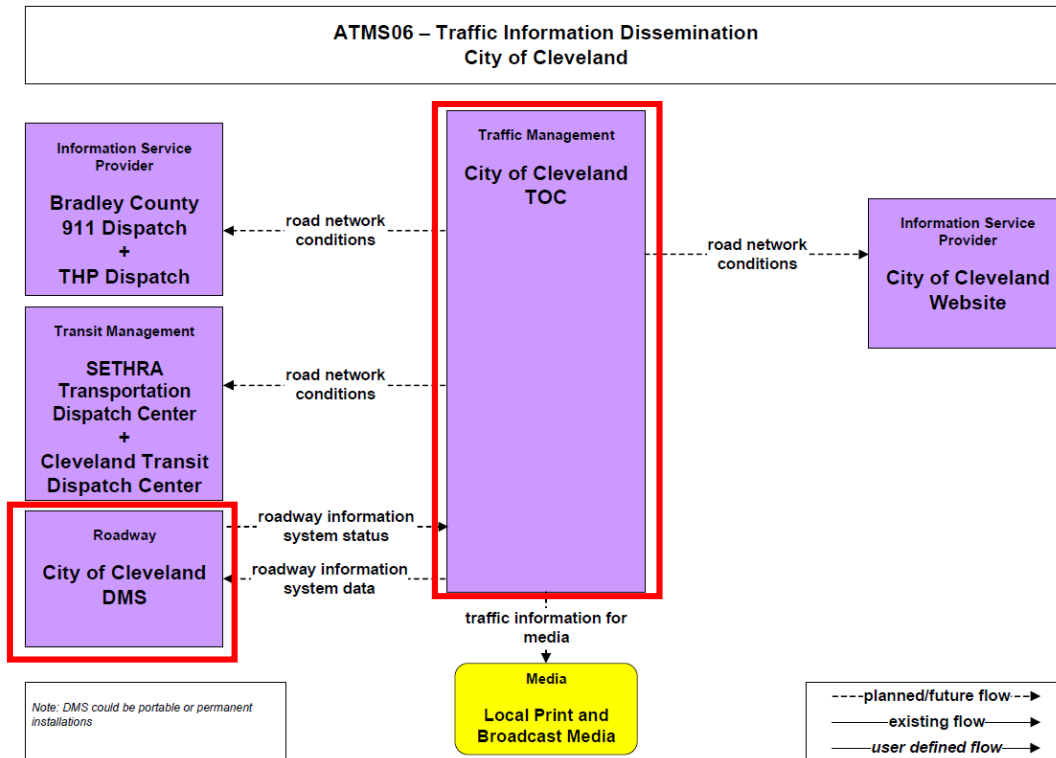 ATMS06 – Traffic Information Dissemination
City of Cleveland
Information Service
Provider
Bradley County
911 Dispatch
+
THP Dispatch
road network
conditions
Traffic Management
City of Cleveland
TOC
road network
conditions
Information Service
Provider
City of Cleveland
Website
Transit Management
SETHRA
Transportation
Dispatch Center
+
Cleveland Transit
Dispatch Center
road network
conditions
Roadway
City of Cleveland
DMS
roadway information
system status
roadway information
system data
traffic information for
media
Media
Local Print and
Broadcast Media
Note: DMS could be portable or permanent
installations
planned/future flow
existing flow
user defined flow